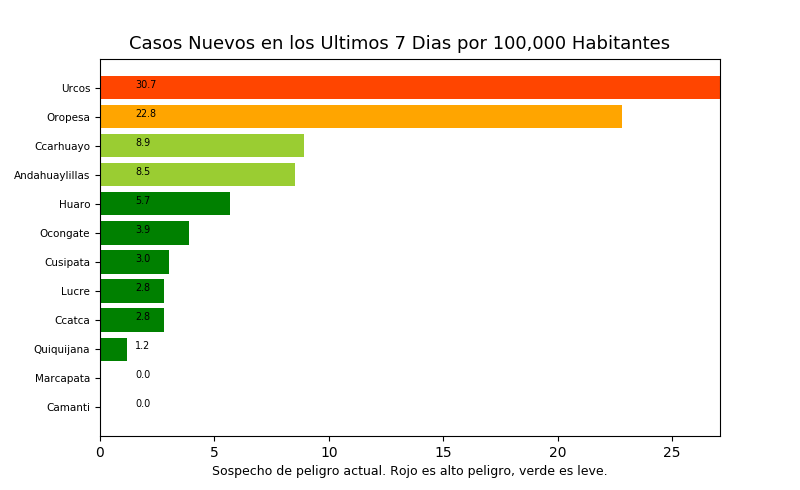 Casos Nuevos en los Ultimos 7 Dias por 100,000 Habitantes
Urcos 30.7
Oropesa 22.8
Ccarhuayo 8.9
Andahuaylillas 8.5
Huaro 5.7
Ocongate 3.9
Cusipata 3.0
Lucre 2.8
Ccatca 2.8
Quiquijana 1.2
Marcapata 0.0
Camanti 0.0
0 5 10 15 20 25
Sospecho de peligro actual. Rojo es alto peligro, verde es leve.